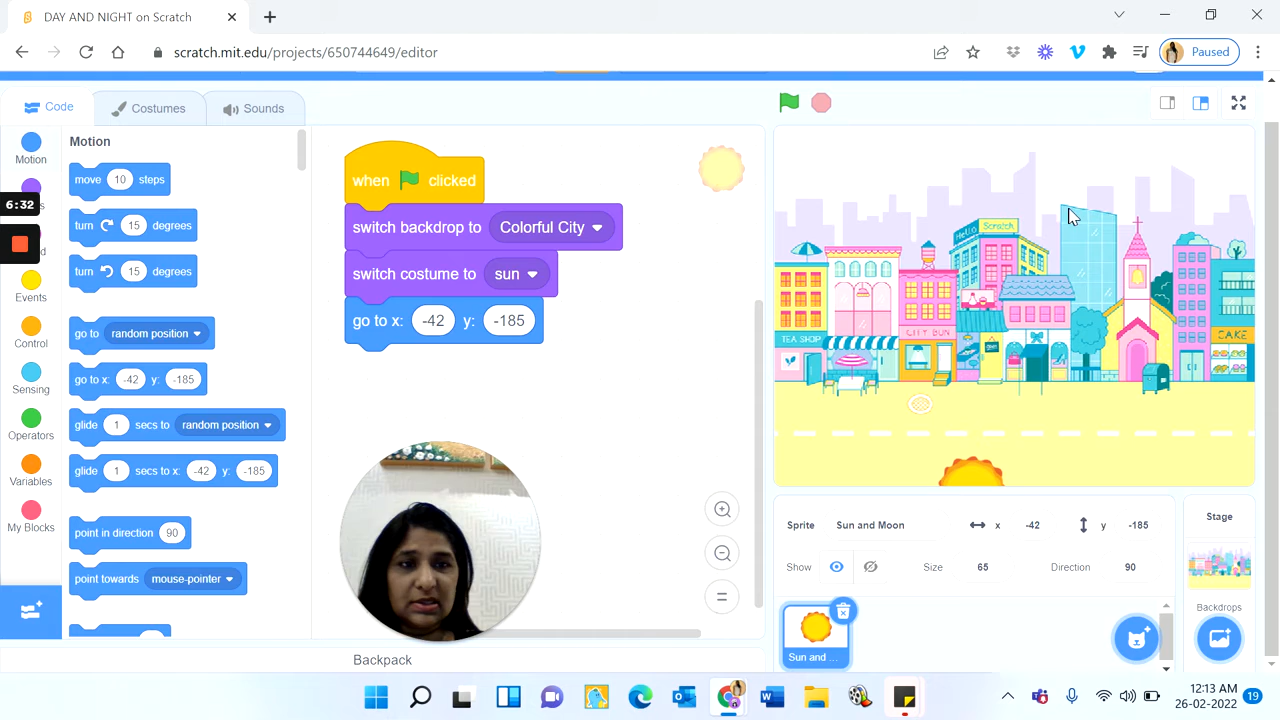 DAY AND NIGHT on Scratch
scratch.mit.edu/projects/650744649/editor
Paused
Code
Costumes
Sounds
Motion
Motion
move 10 steps
6:32
turn 15 degrees
turn 15 degrees
Events
go to random position
Control
go to x: -42 y: -185
Sensing
glide 1 secs to random position
Operators
glide 1 secs to x: -42 y: -185
Variables
My Blocks
point in direction 90
point towards mouse-pointer
when clicked
switch backdrop to Colorful City
switch costume to sun
go to x: -42 y: -185
Hello Scratch
TEA SHOP
CITY BUN
CAKE
Sprite Sun and Moon x -42 y -185
Show Size 65 Direction 90
Sun and ...
Stage
Backdrops
Backpack
12:13 AM
26-02-2022
19